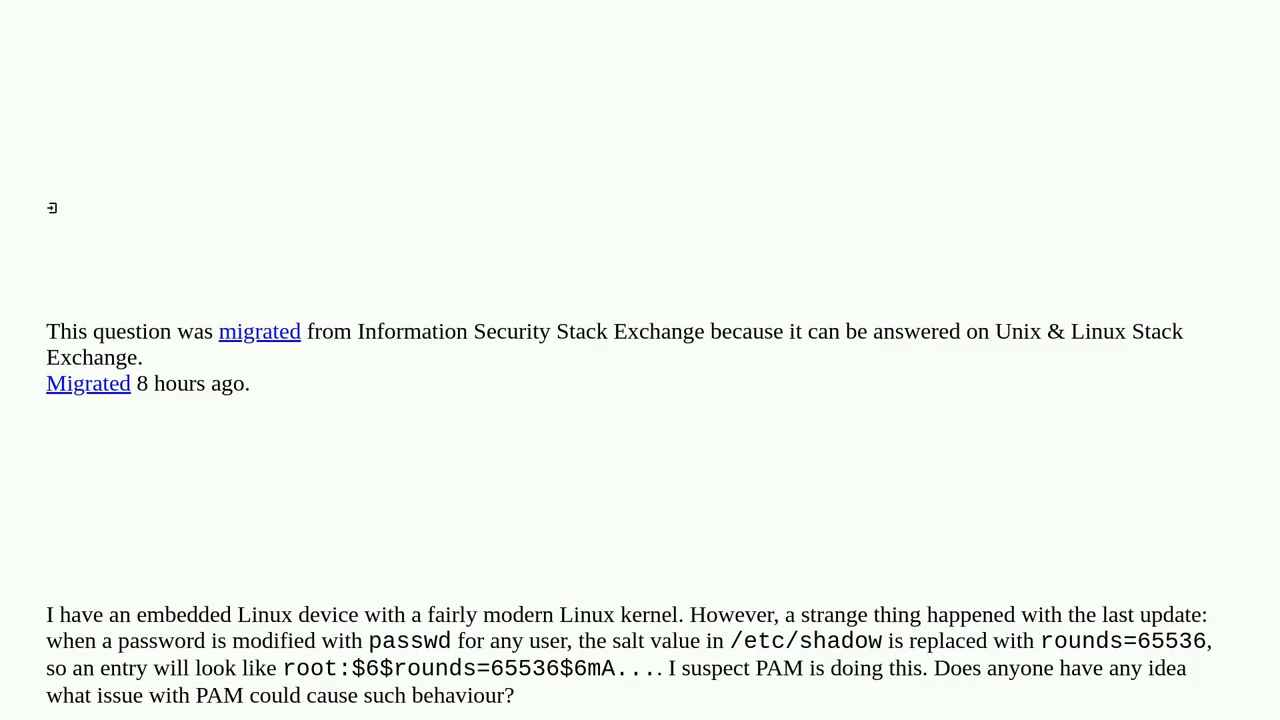 This question was migrated from Information Security Stack Exchange because it can be answered on Unix & Linux Stack
Exchange.
Migrated 8 hours ago.
I have an embedded Linux device with a fairly modern Linux kernel. However, a strange thing happened with the last update:
when a password is modified with passwd for any user, the salt value in /etc/shadow is replaced with rounds=65536,
so an entry will look like root:$6$rounds=65536$6mA.... I suspect PAM is doing this. Does anyone have any idea
what issue with PAM could cause such behaviour?